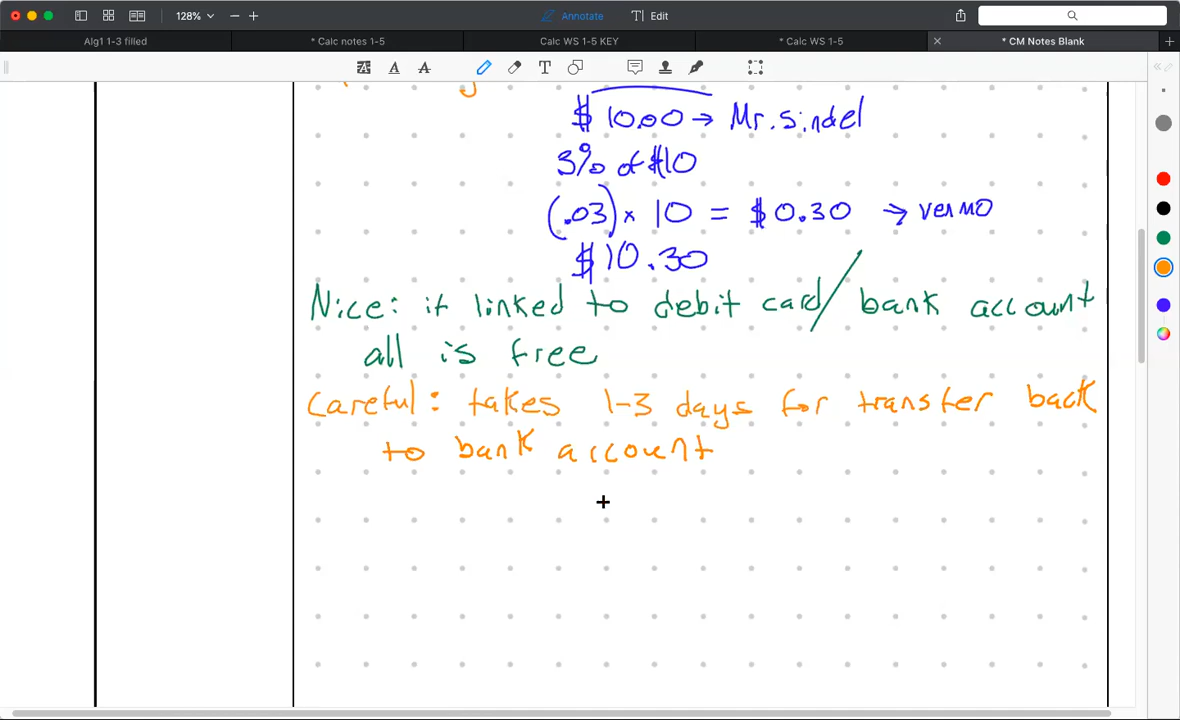 128%
Annotate
Edit
Alg1 1-3 filled
* Calc notes 1-5
Calc WS 1-5 KEY
* Calc WS 1-5
* CM Notes Blank
$10.00 → Mr. Sindel
3% of $10
(.03) × 10 = $0.30 → venmo
$10.30
Nice: if linked to debit card/bank account
all is free
Careful: takes 1-3 days for transfer back
to bank account